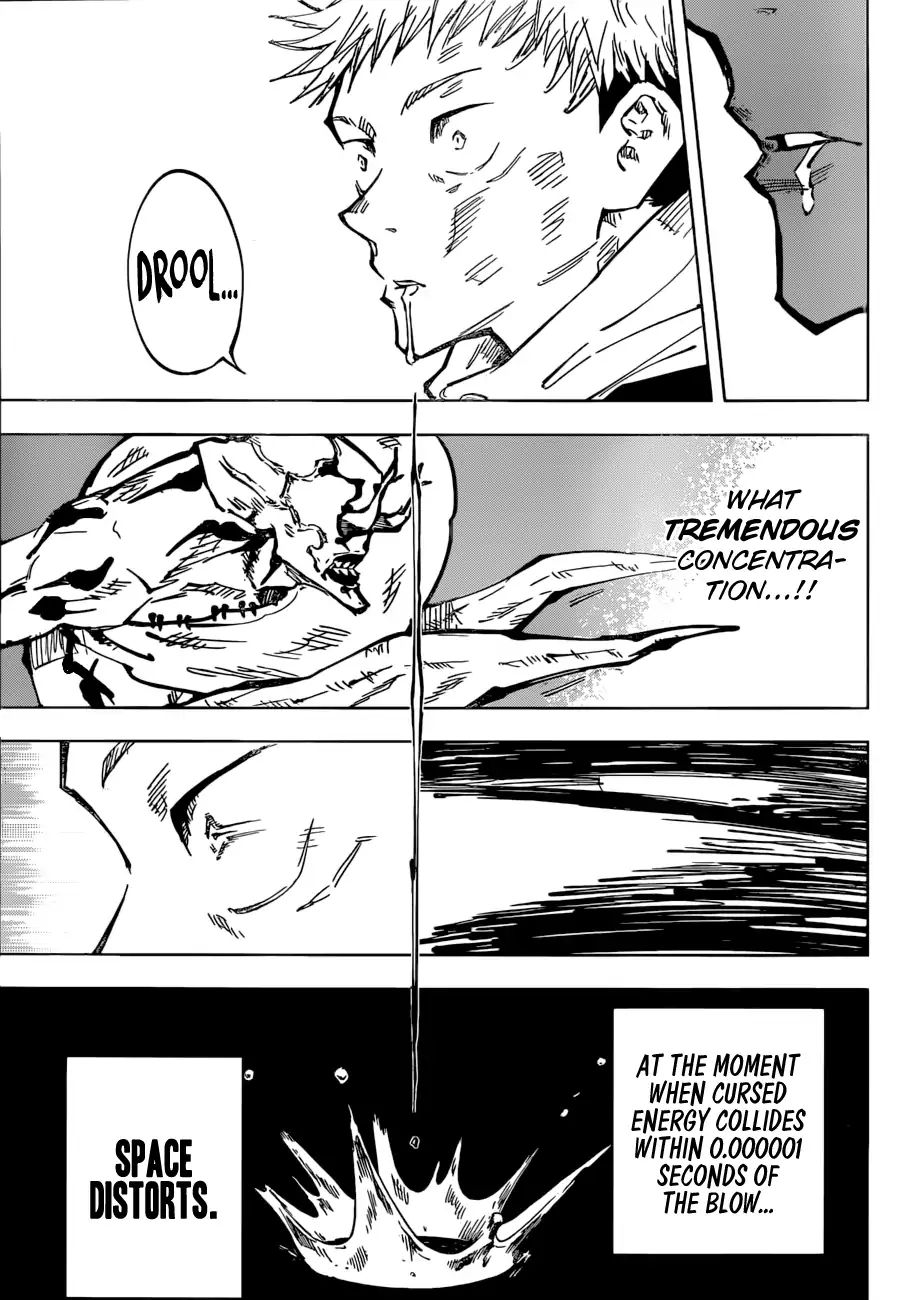 DROOL...
WHAT
TREMENDOUS
CONCENTRA-
TION...!!
AT THE MOMENT
WHEN CURSED
ENERGY COLLIDES
WITHIN 0.000001
SECONDS OF
THE BLOW...
SPACE
DISTORTS.